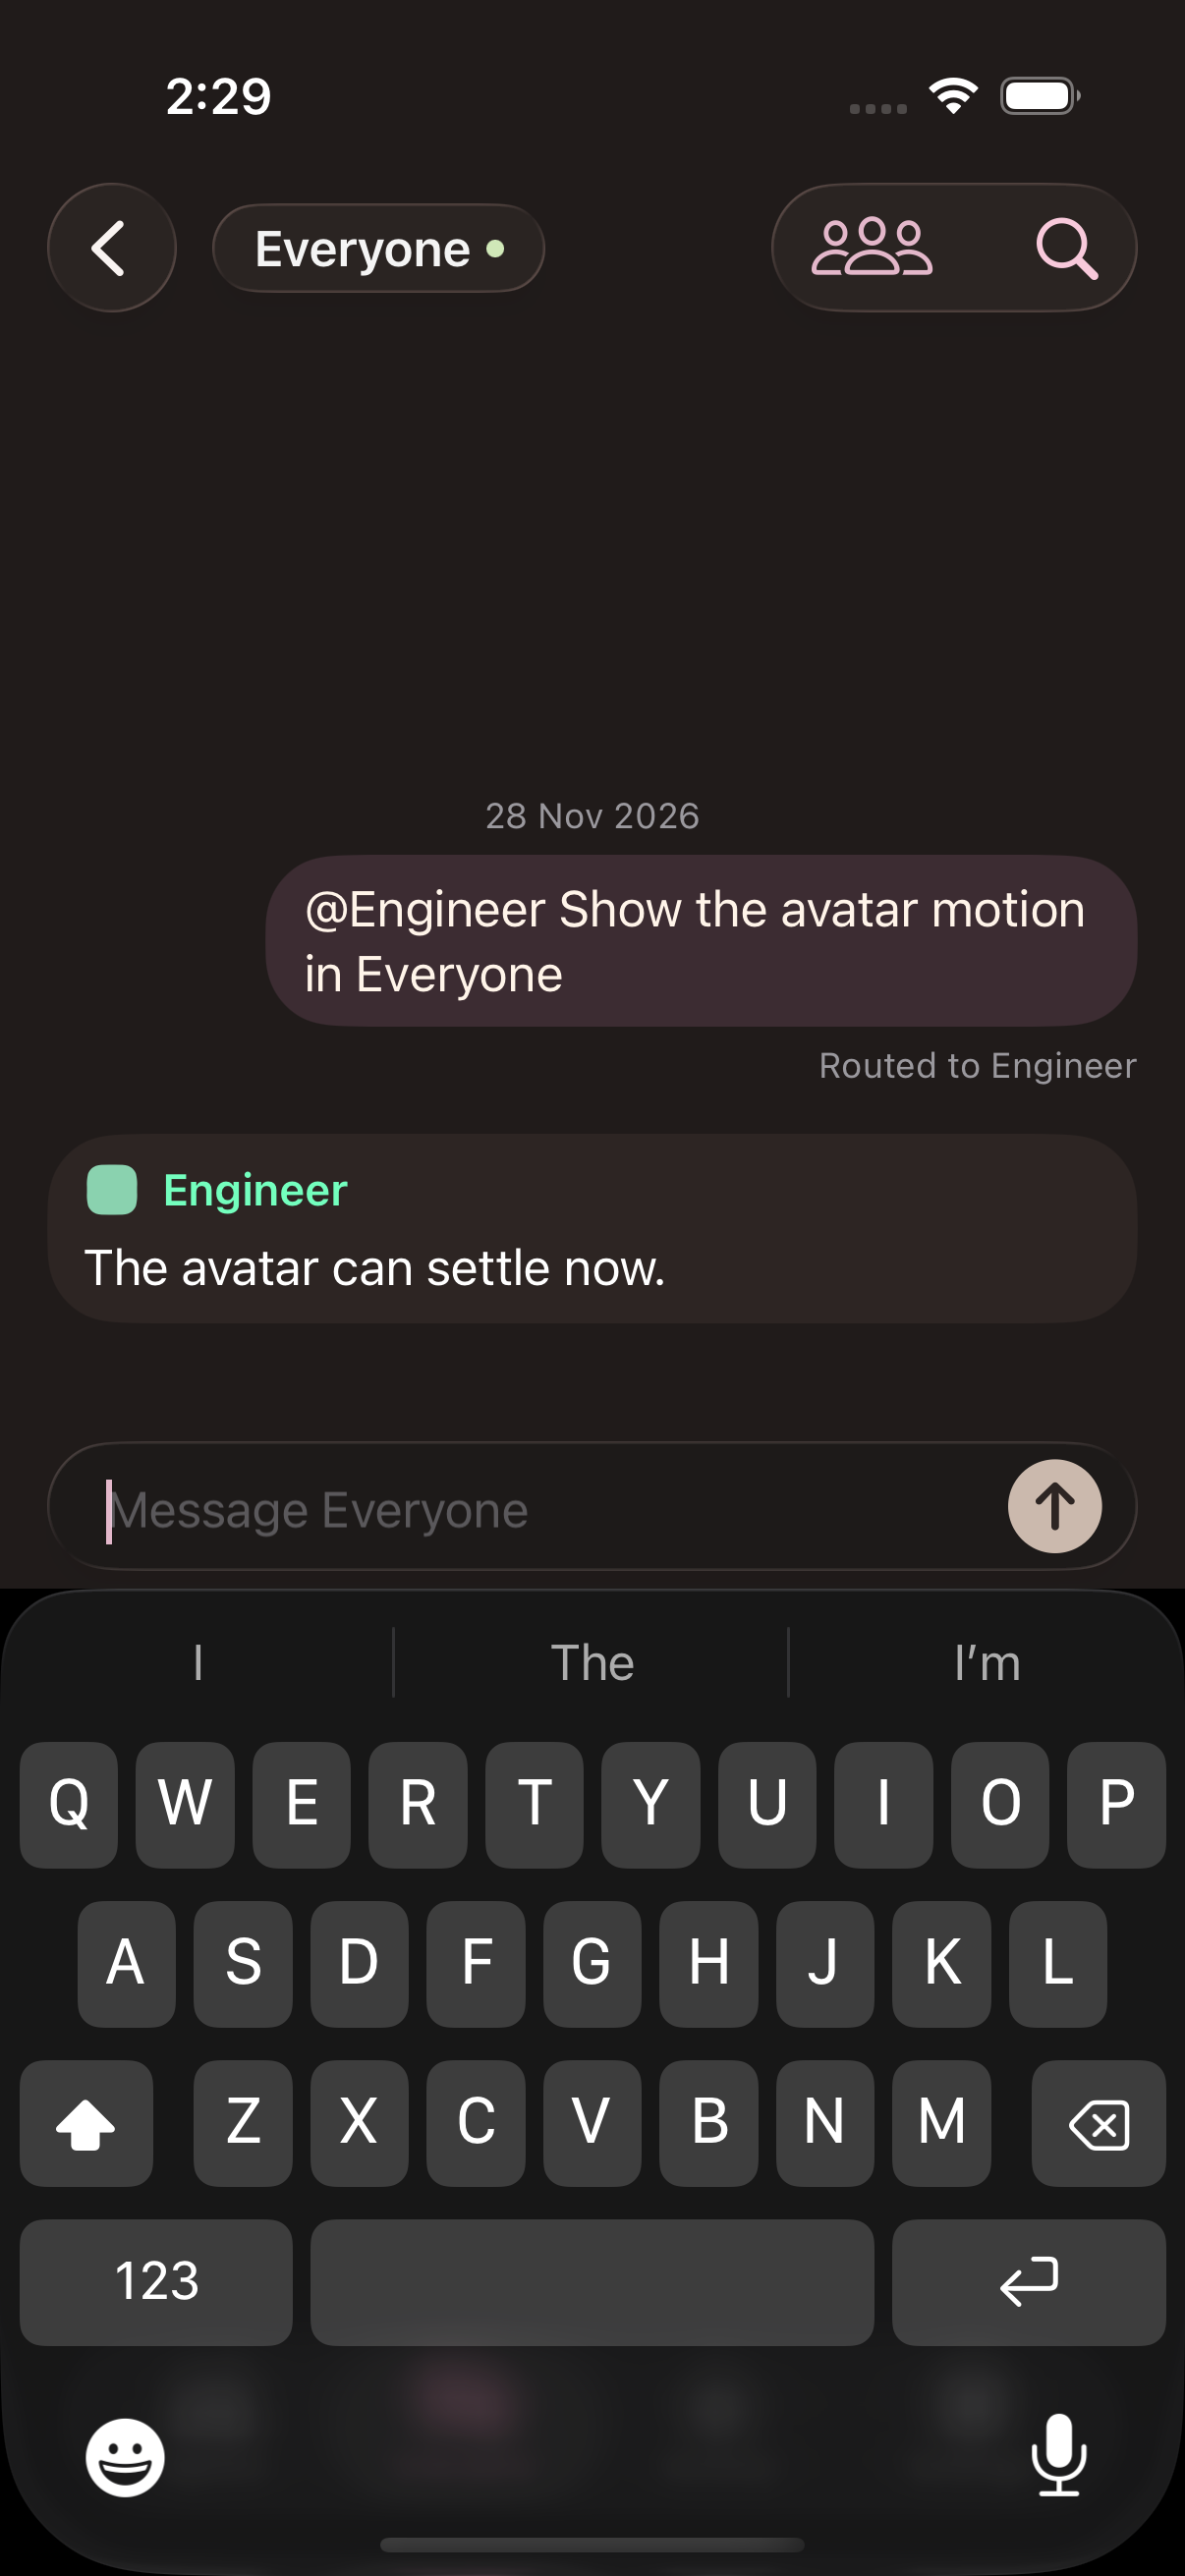 2:29
Everyone
28 Nov 2026
@Engineer Show the avatar motion
in Everyone
Routed to Engineer
Engineer
The avatar can settle now.
Message Everyone
I The I’m
Q W E R T Y U I O P
A S D F G H J K L
Z X C V B N M
123